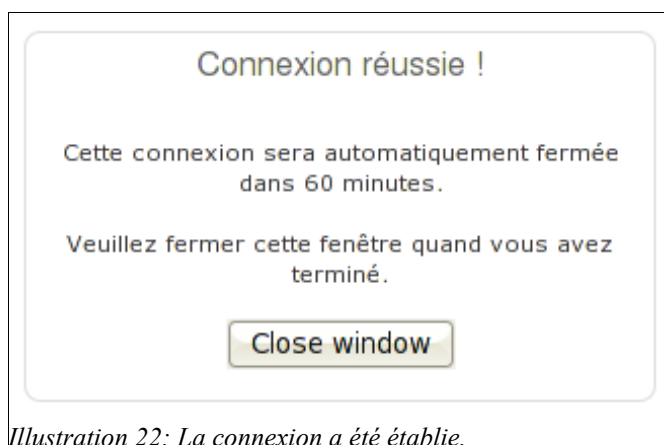 Connexion réussie !
Cette connexion sera automatiquement fermée
dans 60 minutes.
Veuillez fermer cette fenêtre quand vous avez
terminé.
Close window
Illustration 22: La connexion a été établie.